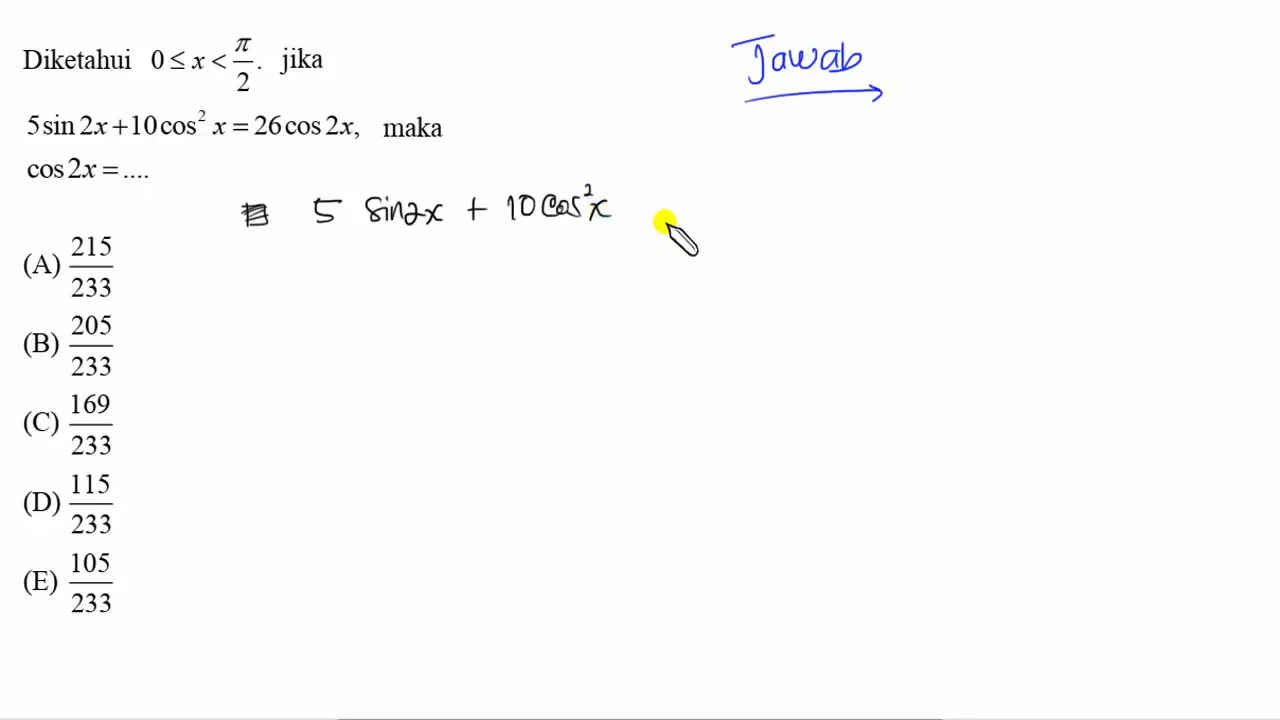 Diketahui 0 ≤ x < π/2. jika
5 sin 2x + 10 cos² x = 26 cos 2x, maka
cos 2x = ....
(A) 215/233
(B) 205/233
(C) 169/233
(D) 115/233
(E) 105/233
Jawab
5 sin2x + 10 cos²x